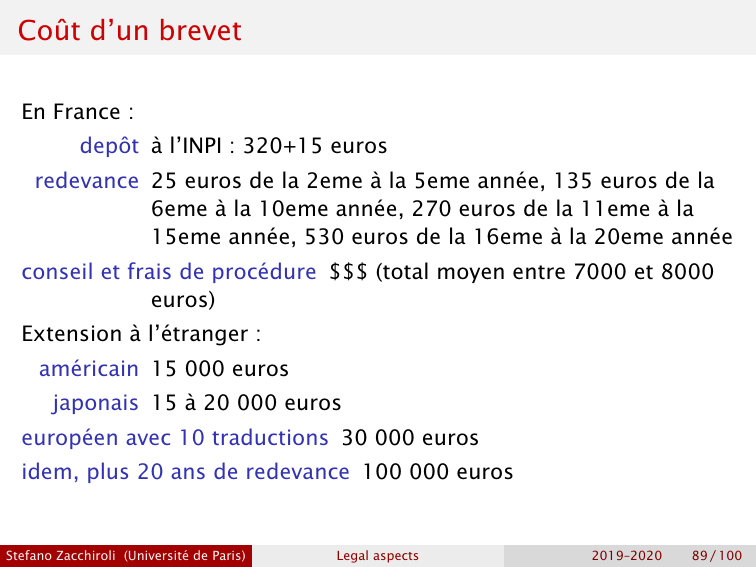 Coût d’un brevet
En France :
depôt à l’INPI : 320+15 euros
redevance 25 euros de la 2eme à la 5eme année, 135 euros de la
6eme à la 10eme année, 270 euros de la 11eme à la
15eme année, 530 euros de la 16eme à la 20eme année
conseil et frais de procédure $$$ (total moyen entre 7000 et 8000
euros)
Extension à l’étranger :
américain 15 000 euros
japonais 15 à 20 000 euros
européen avec 10 traductions 30 000 euros
idem, plus 20 ans de redevance 100 000 euros
Stefano Zacchiroli (Université de Paris) Legal aspects 2019–2020 89 / 100